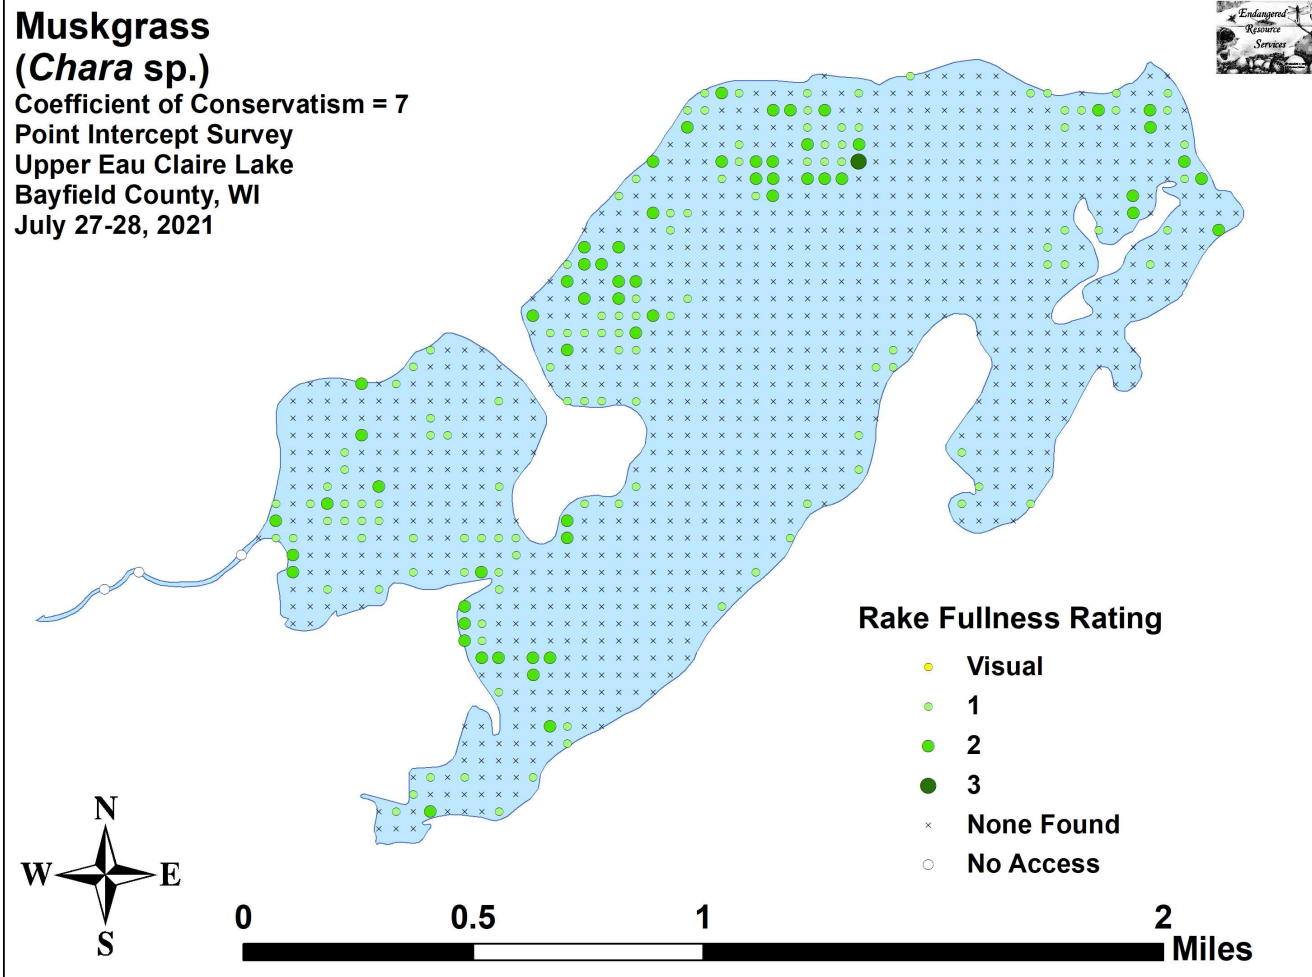 Muskgrass
(Chara sp.)
Coefficient of Conservatism = 7
Point Intercept Survey
Upper Eau Claire Lake
Bayfield County, WI
July 27-28, 2021
Endangered
Resource
Services
Rake Fullness Rating
Visual
1
2
3
None Found
No Access
N
W E
S
0 0.5 1 2
Miles